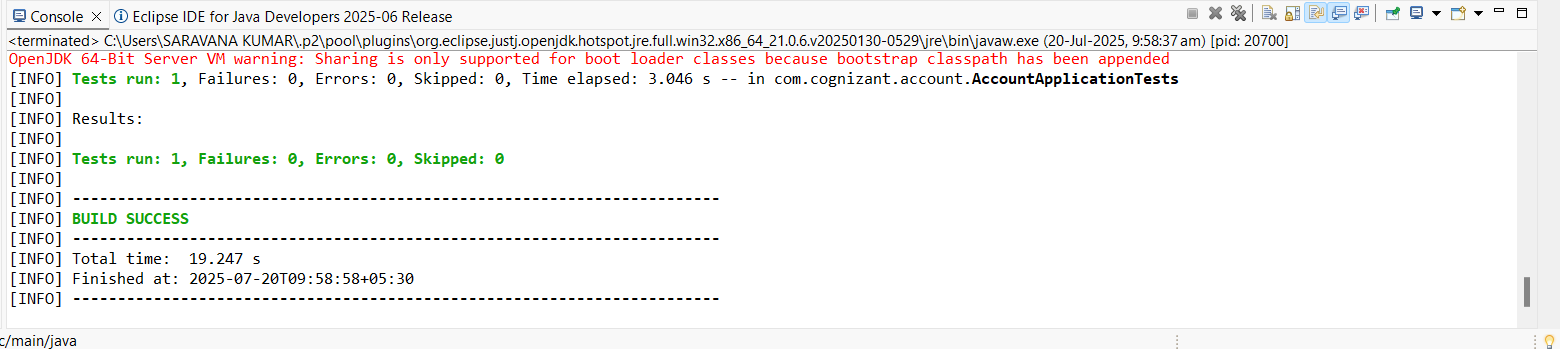 Console Eclipse IDE for Java Developers 2025-06 Release
<terminated> C:\Users\SARAVANA KUMAR\.p2\pool\plugins\org.eclipse.justj.openjdk.hotspot.jre.full.win32.x86_64_21.0.6.v20250130-0529\jre\bin\javaw.exe (20-Jul-2025, 9:58:37 am) [pid: 20700]
OpenJDK 64-Bit Server VM warning: Sharing is only supported for boot loader classes because bootstrap classpath has been appended
[INFO] Tests run: 1, Failures: 0, Errors: 0, Skipped: 0, Time elapsed: 3.046 s -- in com.cognizant.account.AccountApplicationTests
[INFO]
[INFO] Results:
[INFO]
[INFO] Tests run: 1, Failures: 0, Errors: 0, Skipped: 0
[INFO]
[INFO] ------------------------------------------------------------------------
[INFO] BUILD SUCCESS
[INFO] ------------------------------------------------------------------------
[INFO] Total time:  19.247 s
[INFO] Finished at: 2025-07-20T09:58:58+05:30
[INFO] ------------------------------------------------------------------------
c/main/java